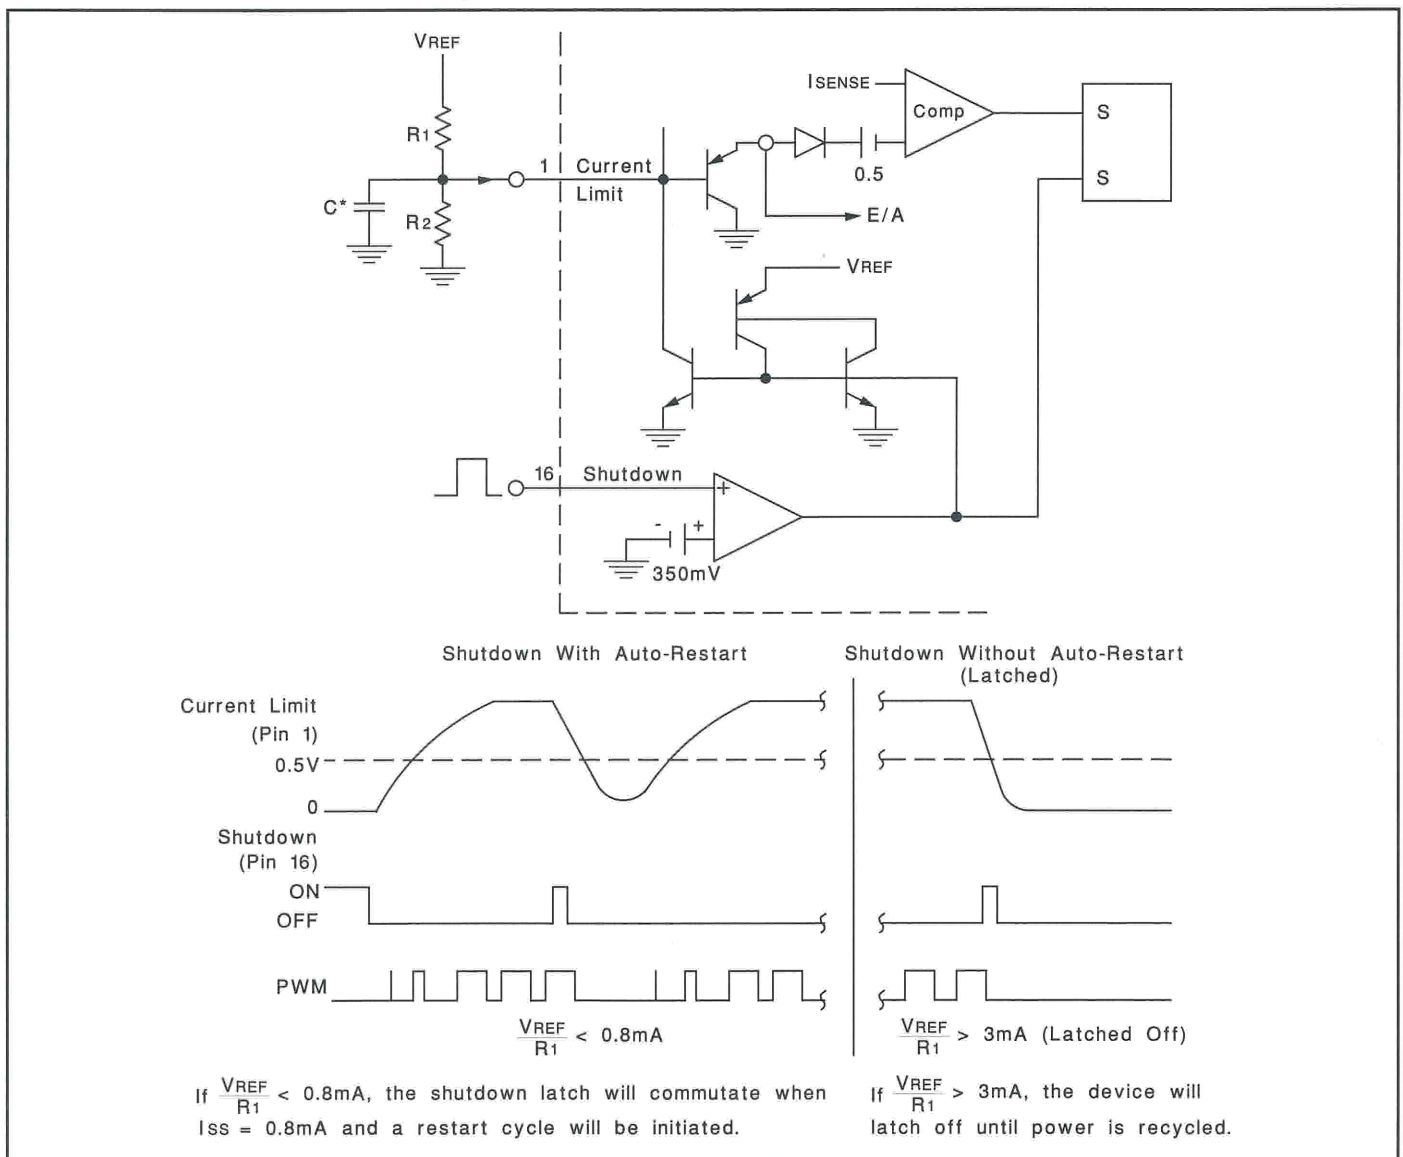 VREF
R1
C*
R2
1 Current
Limit
ISENSE
Comp
0.5
E/A
S
S
VREF
16 Shutdown
+
- +
350mV
Shutdown With Auto-Restart
Shutdown Without Auto-Restart
(Latched)
Current Limit
(Pin 1)
0.5V
0
Shutdown
(Pin 16)
ON
OFF
PWM
VREF
R1
< 0.8mA
VREF
R1
> 3mA (Latched Off)
If VREF/R1 < 0.8mA, the shutdown latch will commutate when
ISS = 0.8mA and a restart cycle will be initiated.
If VREF/R1 > 3mA, the device will
latch off until power is recycled.